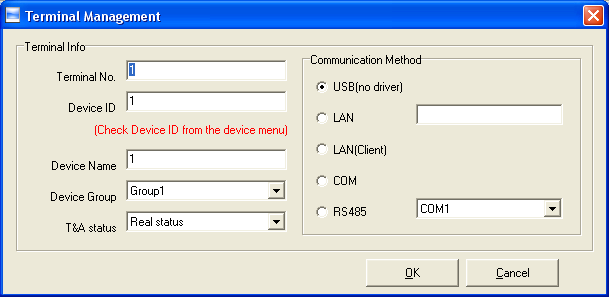 Terminal Management
Terminal Info
Terminal No. 1
Device ID 1
(Check Device ID from the device menu)
Device Name 1
Device Group Group1
T&A status Real status
Communication Method
USB(no driver)
LAN
LAN(Client)
COM
RS485 COM1
OK Cancel